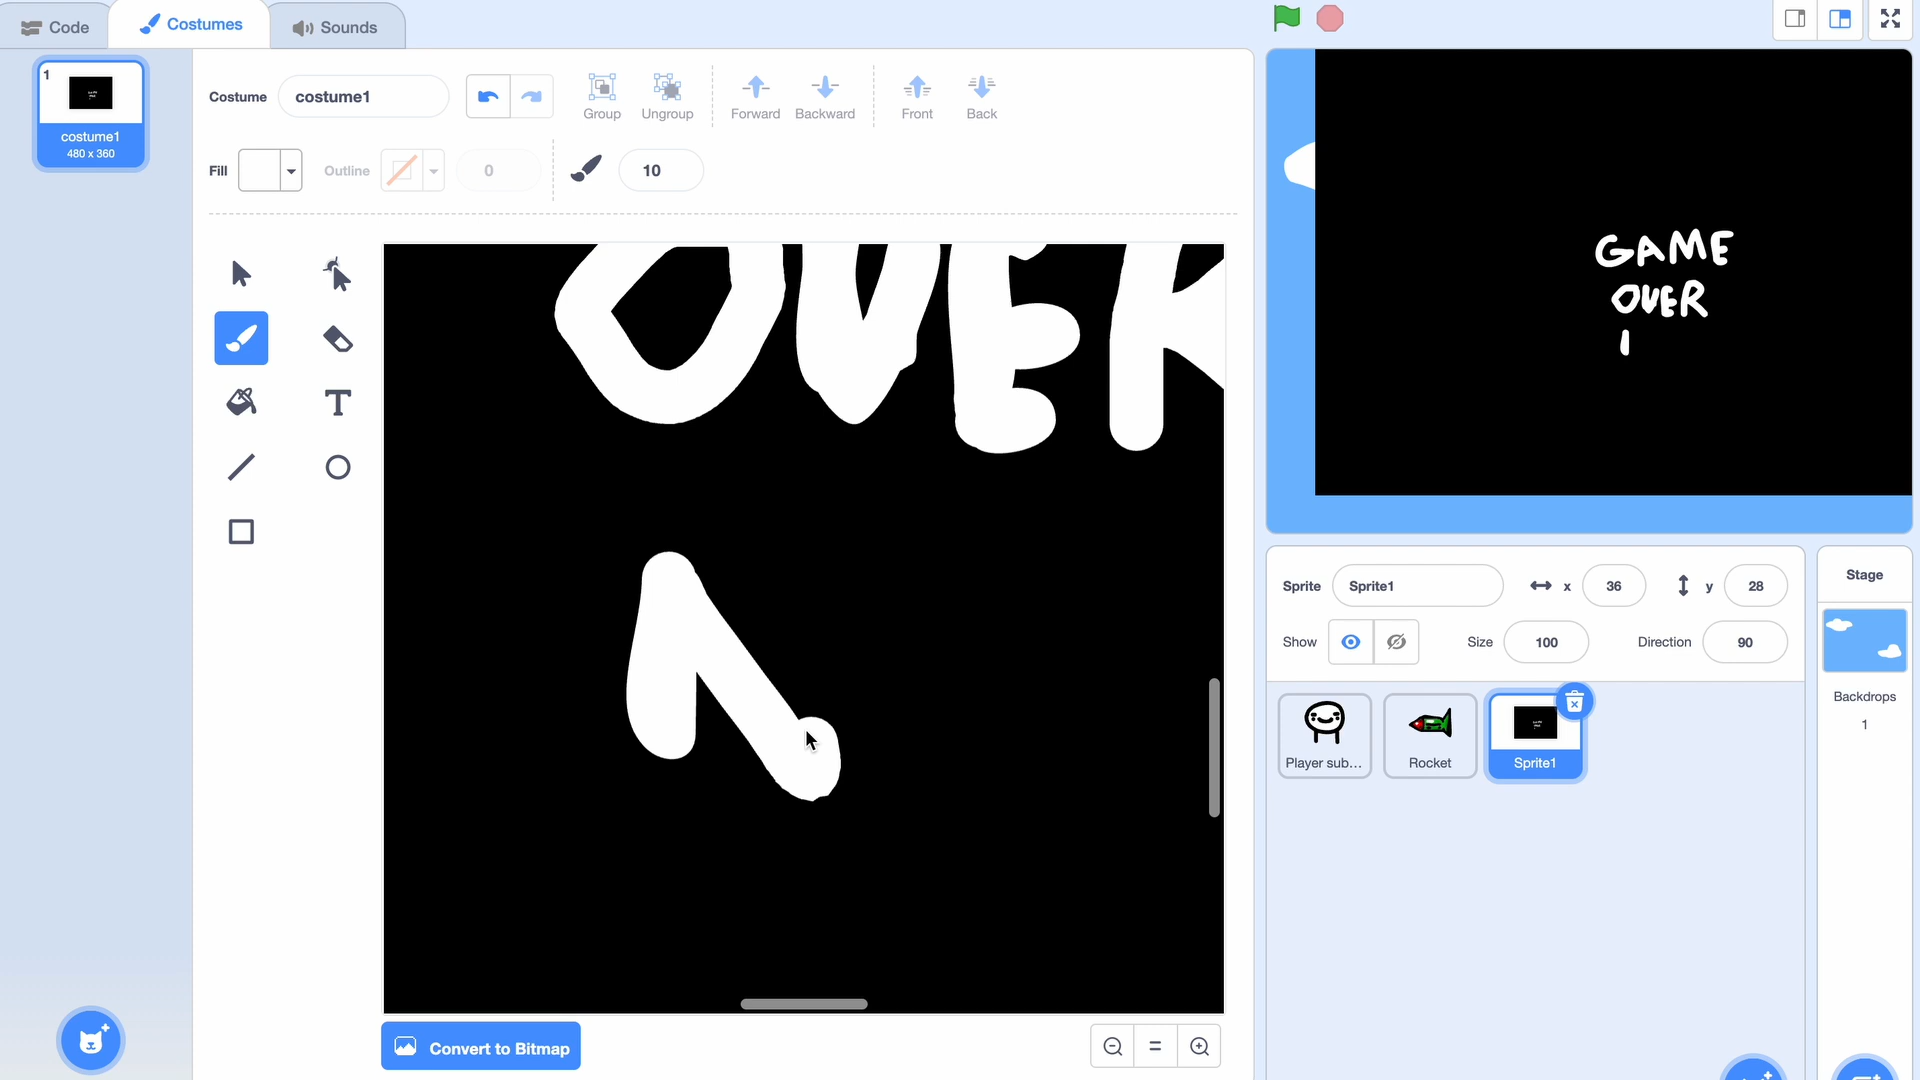 Code
Costumes
Sounds
1
costume1
480 x 360
Costume
costume1
Group
Ungroup
Forward
Backward
Front
Back
Fill
Outline
0
10
OVER
Convert to Bitmap
GAME
OVER
Sprite
Sprite1
x
36
y
28
Show
Size
100
Direction
90
Player sub...
Rocket
Sprite1
Stage
Backdrops
1